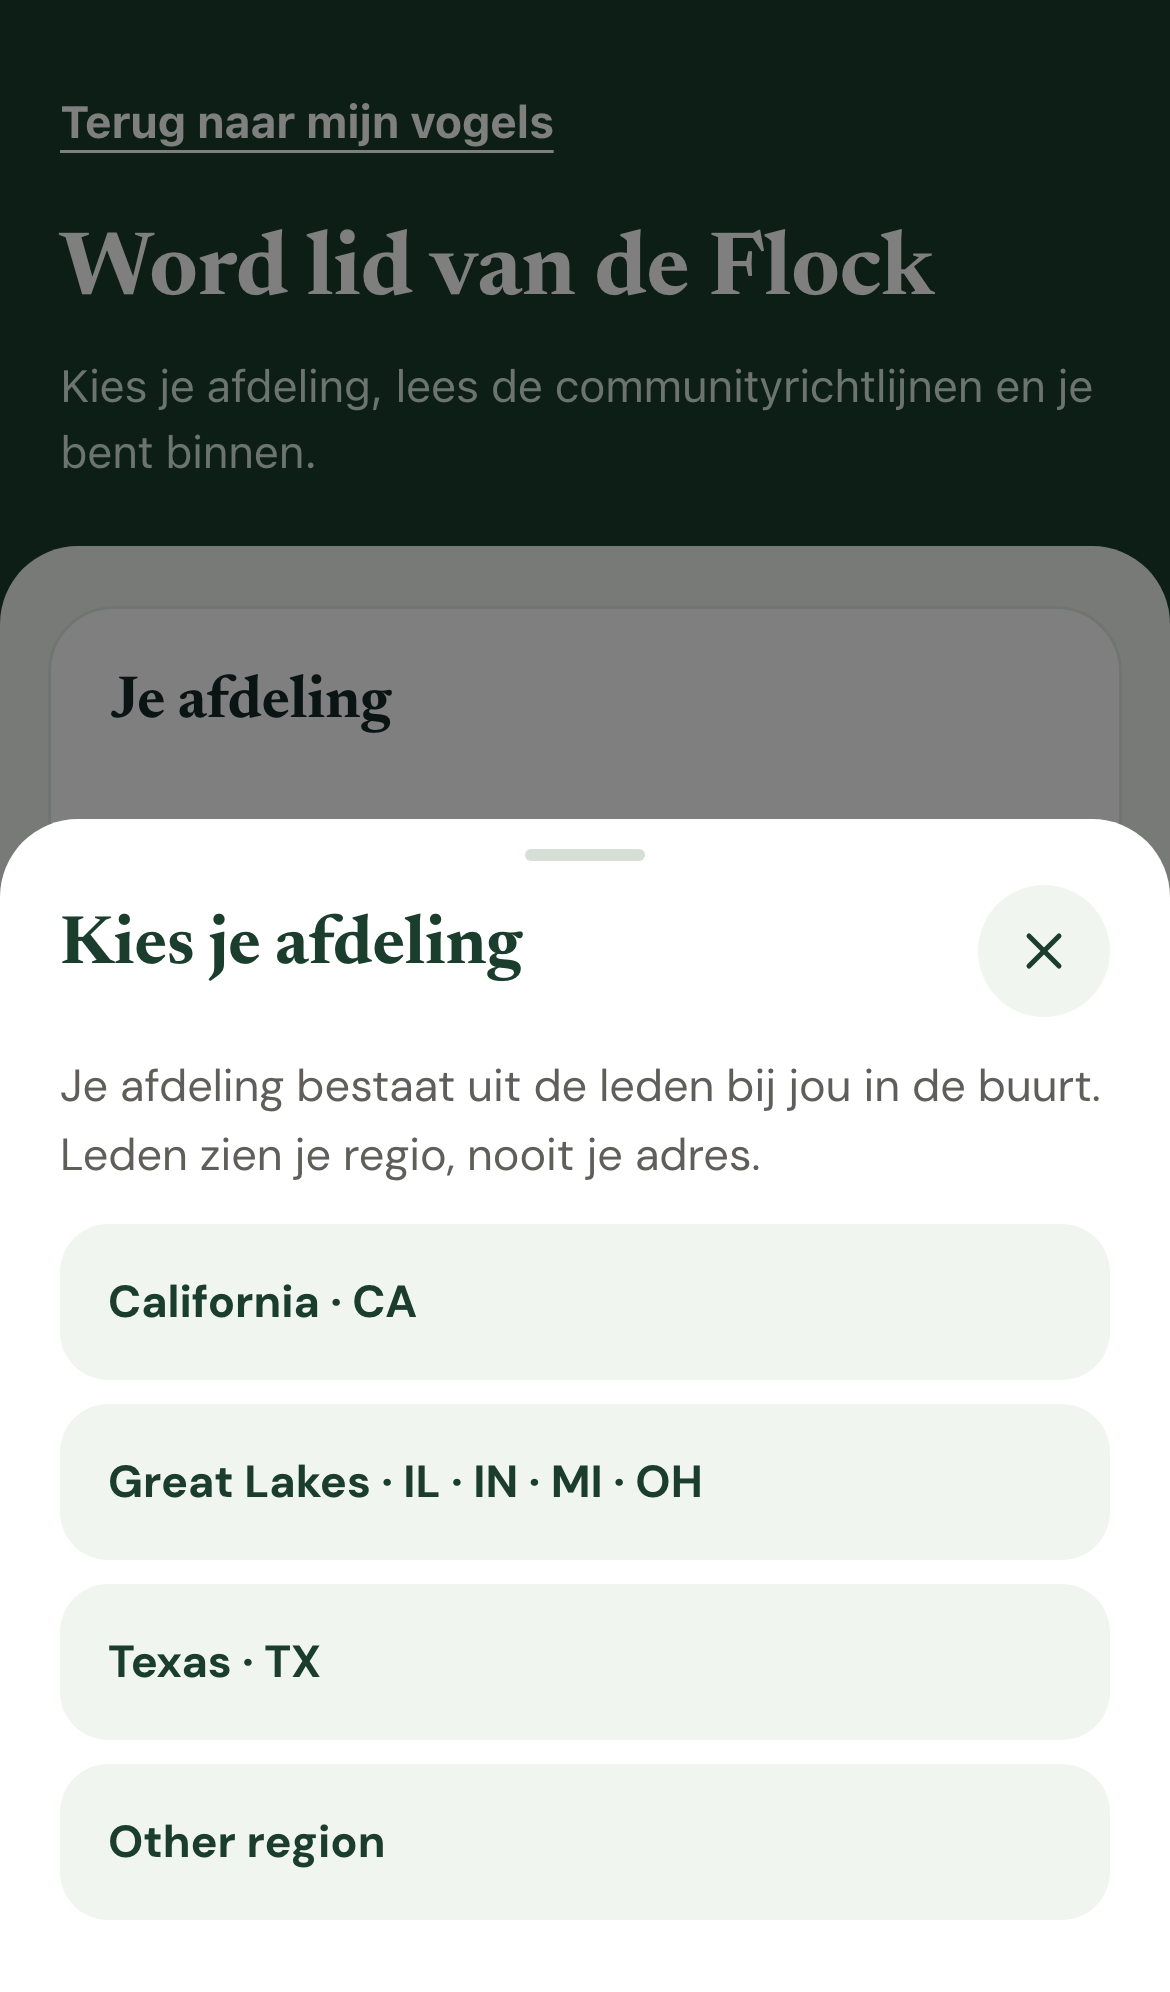 Terug naar mijn vogels
Word lid van de Flock
Kies je afdeling, lees de communityrichtlijnen en je
bent binnen.
Je afdeling
Kies je afdeling
Je afdeling bestaat uit de leden bij jou in de buurt.
Leden zien je regio, nooit je adres.
California · CA
Great Lakes · IL · IN · MI · OH
Texas · TX
Other region